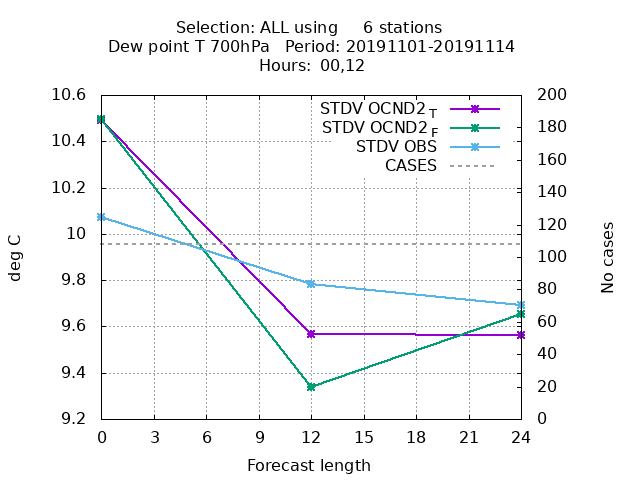 Selection: ALL using     6 stations
Dew point T 700hPa   Period: 20191101-20191114
Hours: 00,12
STDV OCND2 T
STDV OCND2 F
STDV OBS
CASES
10.6
10.4
10.2
10
9.8
9.6
9.4
9.2
deg C
200
180
160
140
120
100
80
60
40
20
0
No cases
0 3 6 9 12 15 18 21 24
Forecast length